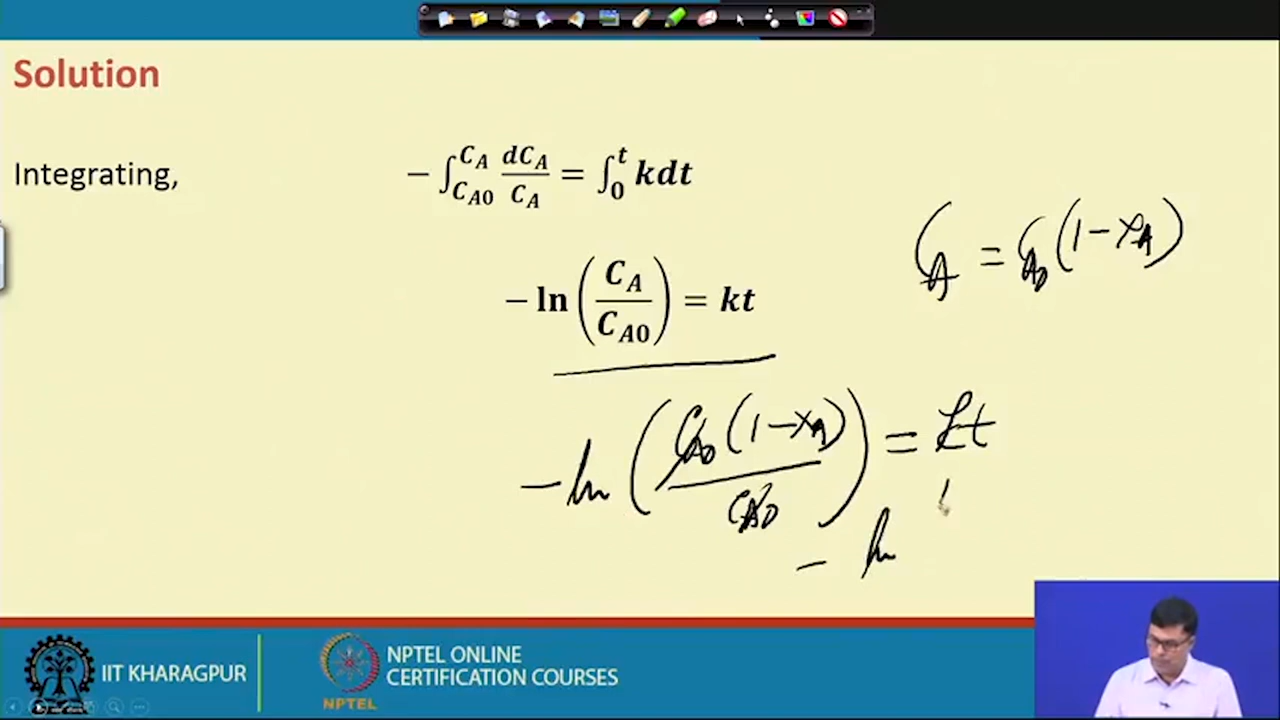 Solution
Integrating,
− ∫_{C_{A0}}^{C_A} dC_A/C_A = ∫_0^t kdt
− ln(C_A/C_{A0}) = kt
C_A = C_{A0}(1−X_A)
−ln(C_{A0}(1−X_A)/C_{A0}) = kt
− ln
IIT KHARAGPUR
NPTEL
NPTEL ONLINE
CERTIFICATION COURSES